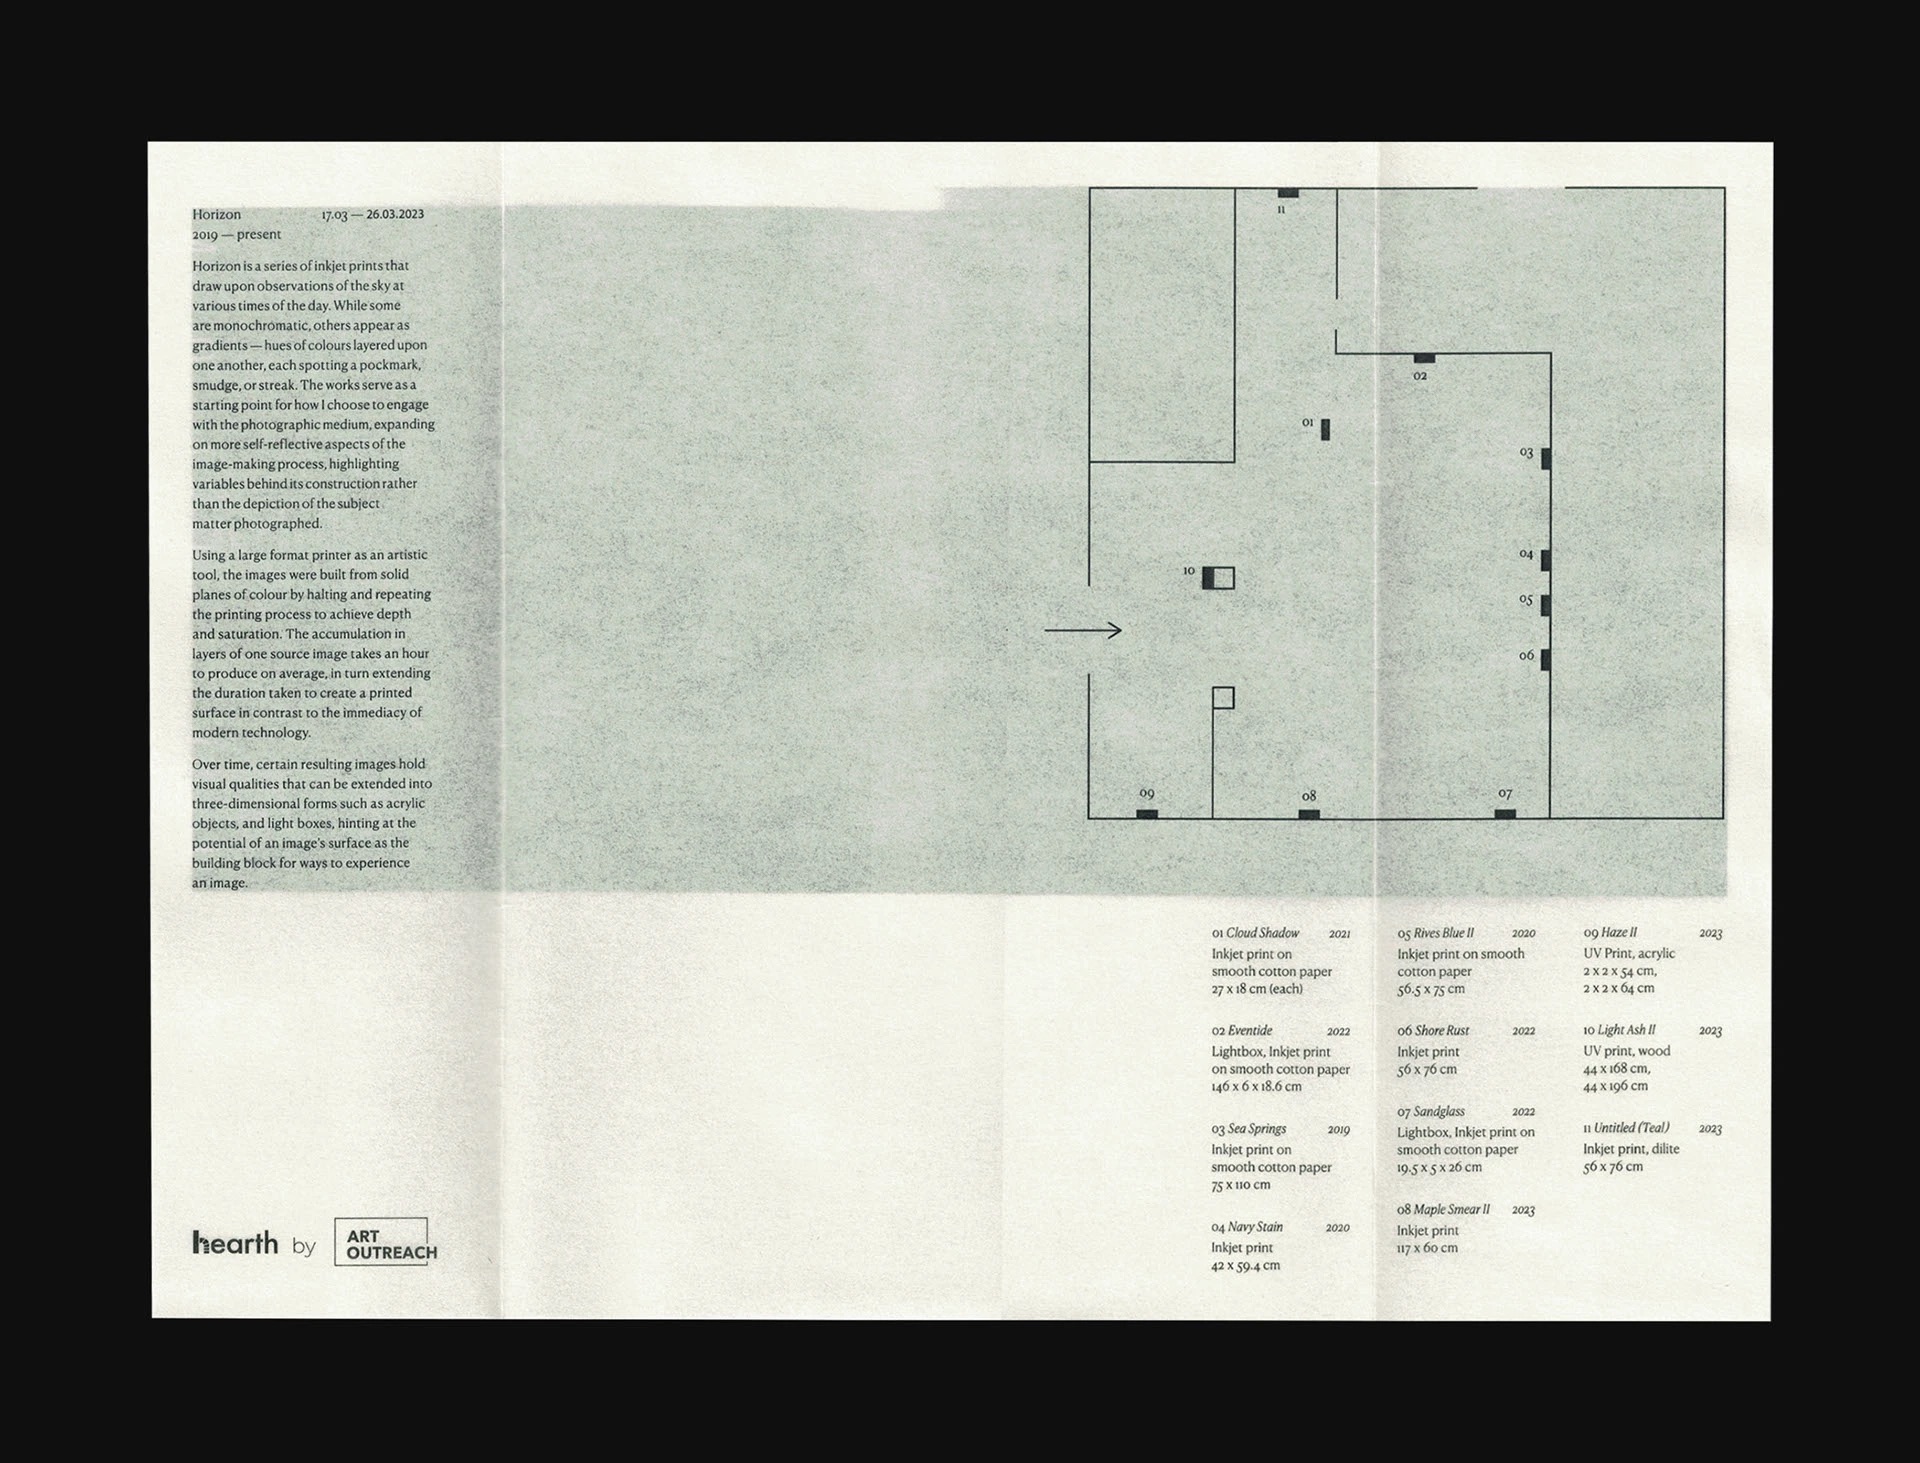 Horizon 17.03 — 26.03.2023
2019 — present
Horizon is a series of inkjet prints that
draw upon observations of the sky at
various times of the day. While some
are monochromatic, others appear as
gradients — hues of colours layered upon
one another, each spotting a pockmark,
smudge, or streak. The works serve as a
starting point for how I choose to engage
with the photographic medium, expanding
on more self-reflective aspects of the
image-making process, highlighting
variables behind its construction rather
than the depiction of the subject
matter photographed.
Using a large format printer as an artistic
tool, the images were built from solid
planes of colour by halting and repeating
the printing process to achieve depth
and saturation. The accumulation in
layers of one source image takes an hour
to produce on average, in turn extending
the duration taken to create a printed
surface in contrast to the immediacy of
modern technology.
Over time, certain resulting images hold
visual qualities that can be extended into
three-dimensional forms such as acrylic
objects, and light boxes, hinting at the
potential of an image's surface as the
building block for ways to experience
an image.
11
02
01
03
04
10
05
06
09
08
07
01 Cloud Shadow 2021
Inkjet print on
smooth cotton paper
27 x 18 cm (each)
02 Eventide 2022
Lightbox, Inkjet print
on smooth cotton paper
146 x 6 x 18.6 cm
03 Sea Springs 2019
Inkjet print on
smooth cotton paper
75 x 110 cm
04 Navy Stain 2020
Inkjet print
42 x 59.4 cm
05 Rives Blue II 2020
Inkjet print on smooth
cotton paper
56.5 x 75 cm
06 Shore Rust 2022
Inkjet print
56 x 76 cm
07 Sandglass 2022
Lightbox, Inkjet print on
smooth cotton paper
19.5 x 5 x 26 cm
08 Maple Smear II 2023
Inkjet print
117 x 60 cm
09 Haze II 2023
UV Print, acrylic
2 x 2 x 54 cm,
2 x 2 x 64 cm
10 Light Ash II 2023
UV print, wood
44 x 168 cm,
44 x 196 cm
11 Untitled (Teal) 2023
Inkjet print, dilite
56 x 76 cm
hearth by ART
OUTREACH